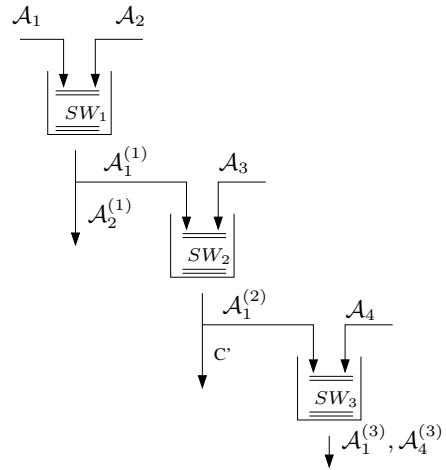 𝒜₁ 𝒜₂
SW₁
𝒜₁⁽¹⁾ 𝒜₃
𝒜₂⁽¹⁾
SW₂
𝒜₁⁽²⁾ 𝒜₄
C'
SW₃
𝒜₁⁽³⁾, 𝒜₄⁽³⁾